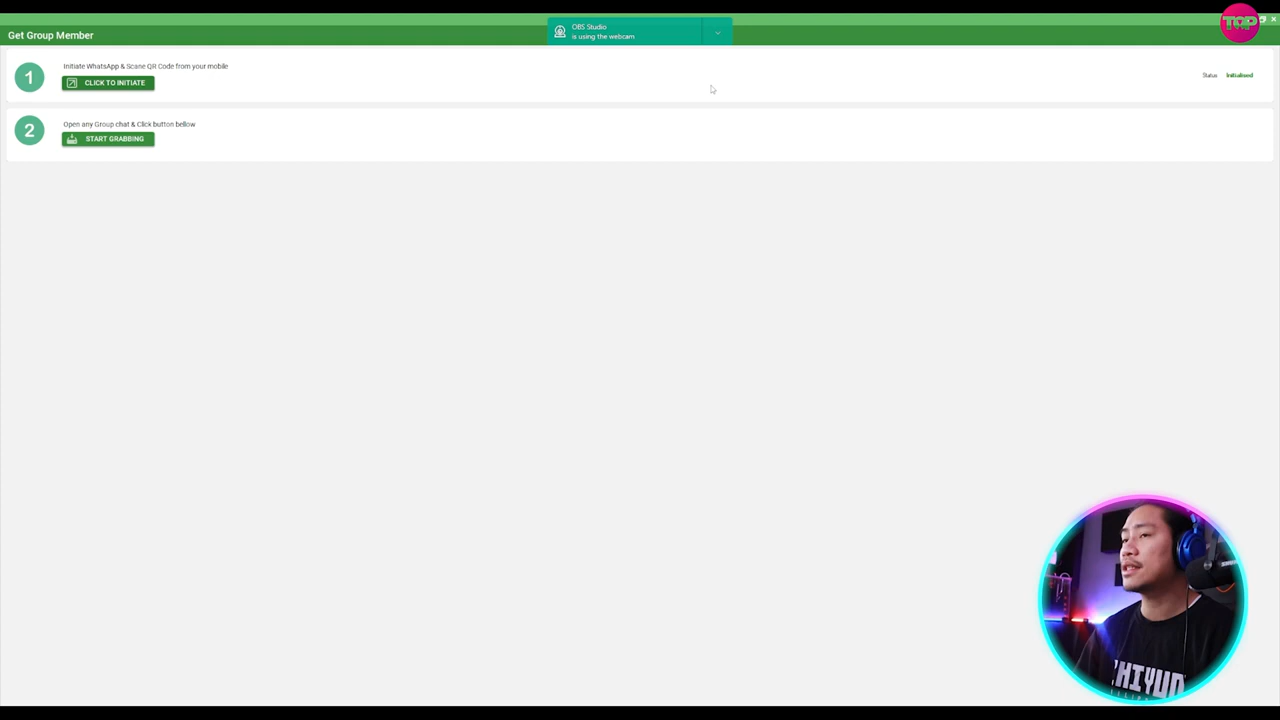 TOP
OBS Studio
is using the webcam
Get Group Member
1
Initiate WhatsApp & Scane QR Code from your mobile
CLICK TO INITIATE
Status
Initialised
2
Open any Group chat & Click button bellow
START GRABBING